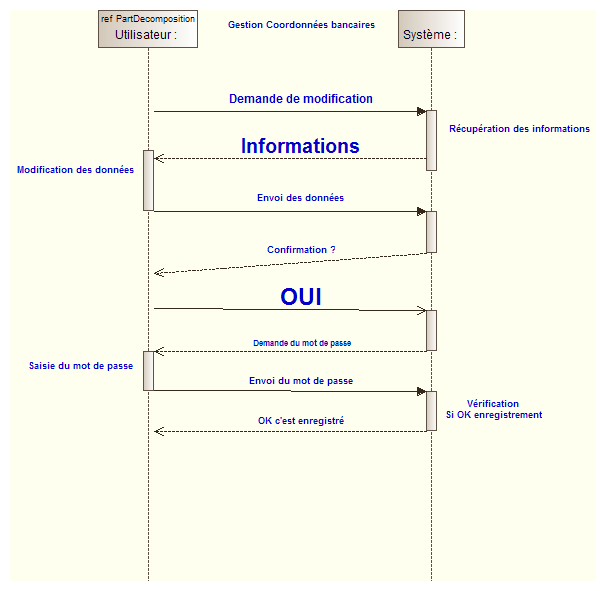 ref PartDecomposition
Utilisateur :
Gestion Coordonnées bancaires
Système :
Demande de modification
Récupération des informations
Informations
Modification des données
Envoi des données
Confirmation ?
OUI
Demande du mot de passe
Saisie du mot de passe
Envoi du mot de passe
Vérification
Si OK enregistrement
OK c'est enregistré